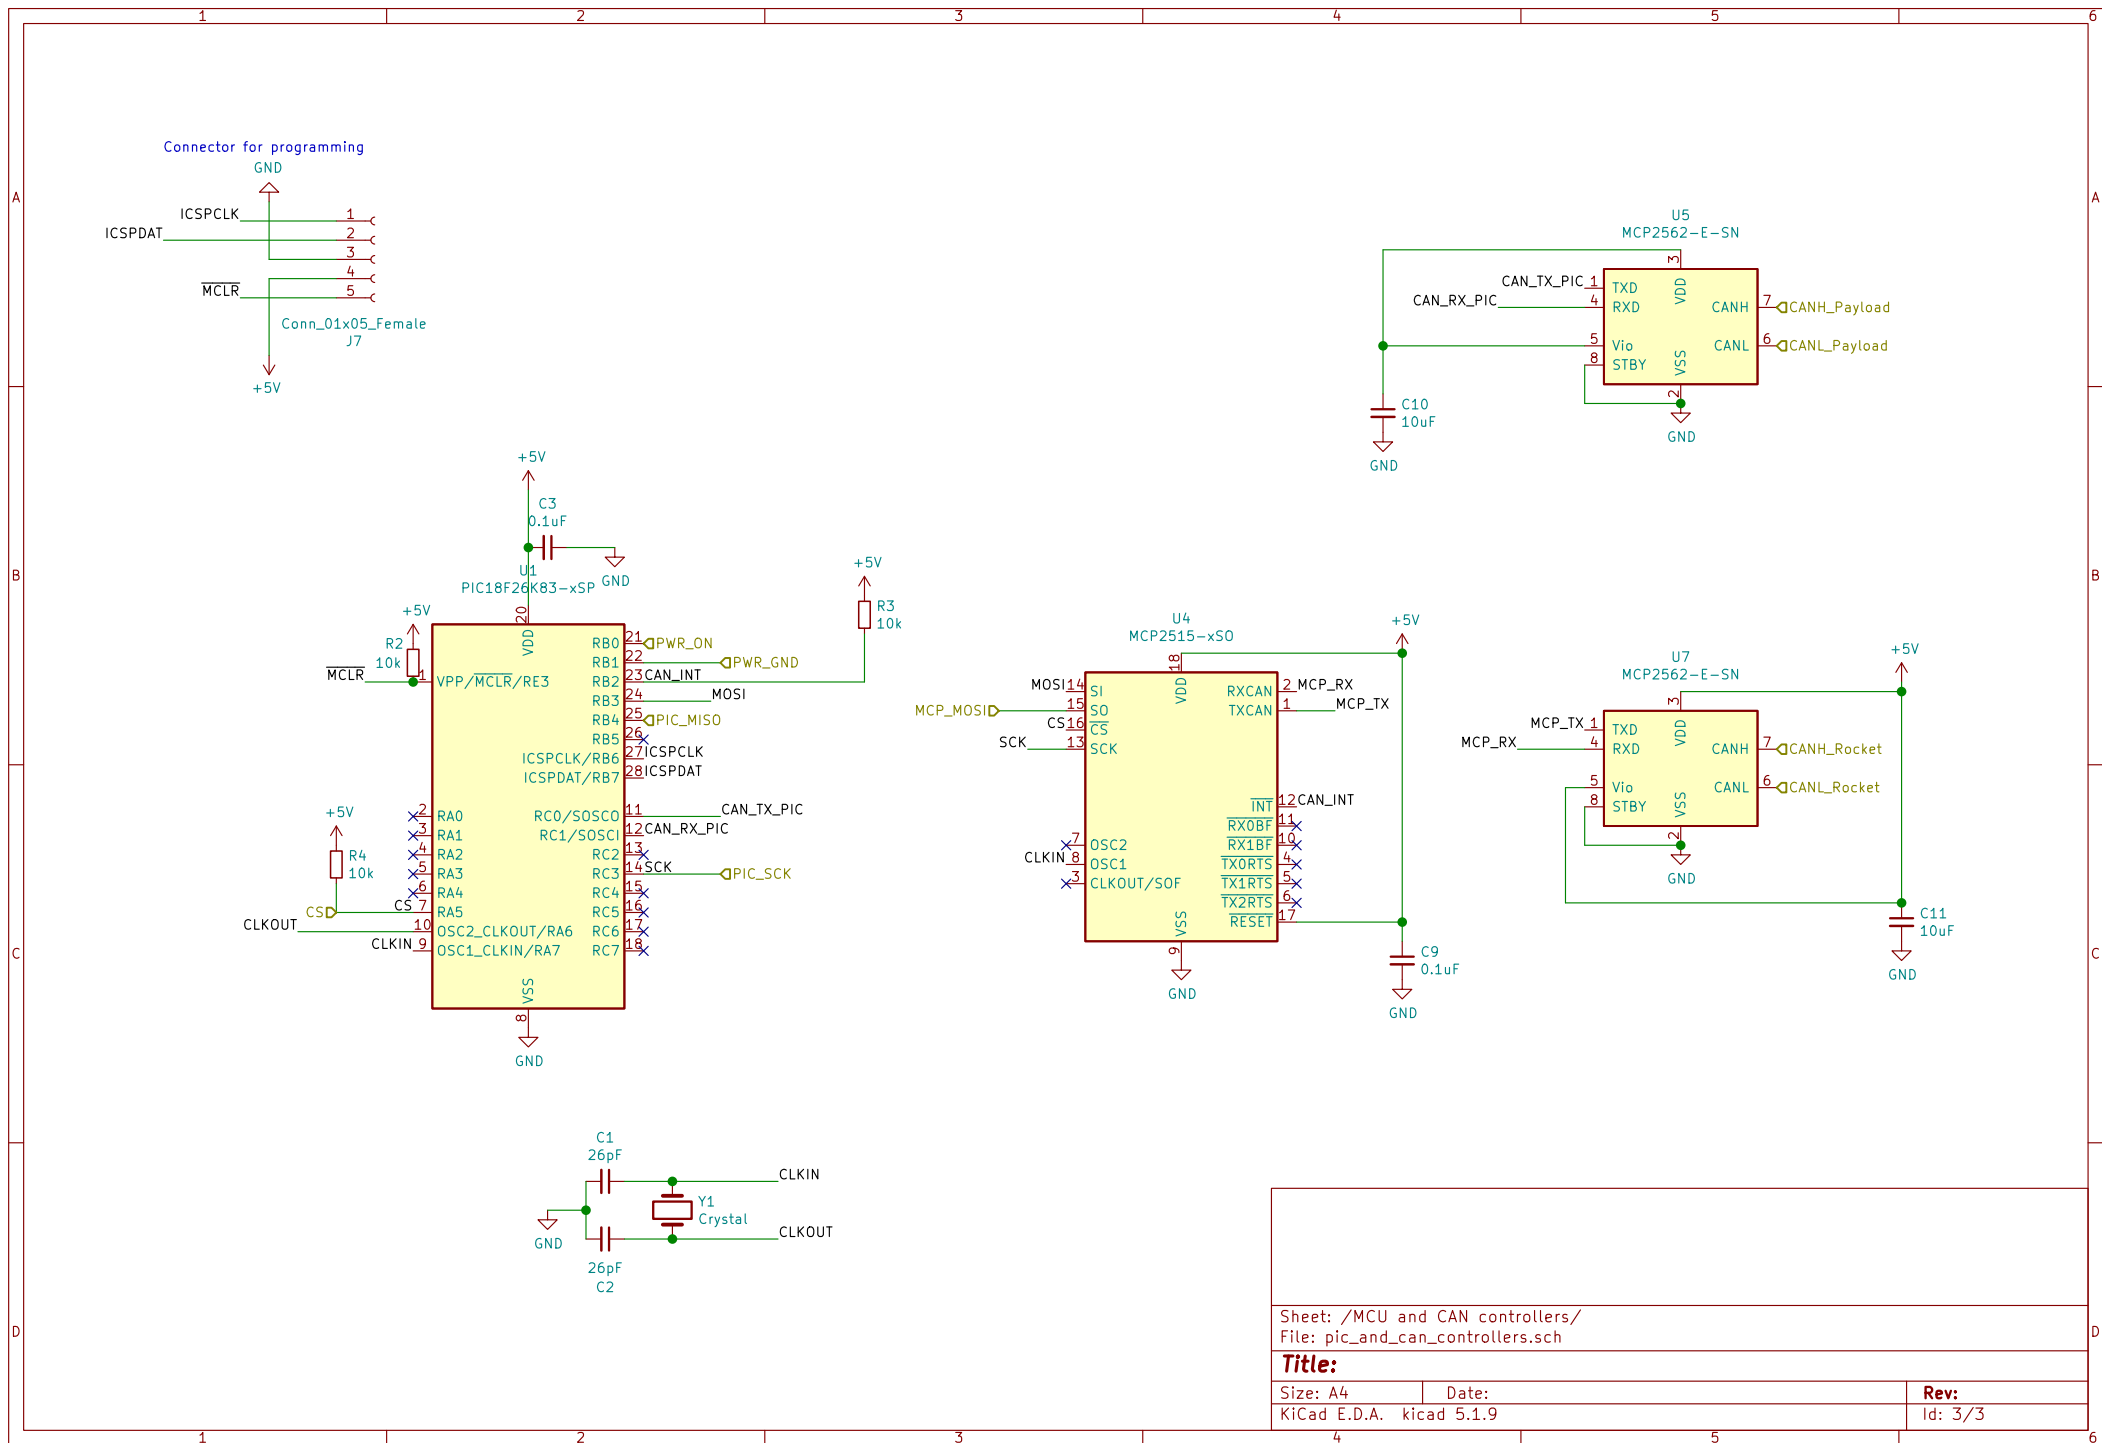 1 2 3 4 5 6
A A
B B
C C
D D
1 2 3 4 5 6
Connector for programming
GND
ICSPCLK 1
ICSPDAT 2
3
4
MCLR 5
Conn_01x05_Female
J7
+5V
+5V
C3
0.1uF
GND
U1
PIC18F26K83-xSP
+5V
R2
10k
MCLR
1 VPP/MCLR/RE3
2 RA0
3 RA1
4 RA2
5 RA3
6 RA4
CS 7 RA5
CLKOUT 10 OSC2_CLKOUT/RA6
CLKIN 9 OSC1_CLKIN/RA7
20 VDD
VSS 8
GND
RB0 21 PWR_ON
RB1 22 PWR_GND
RB2 23 CAN_INT
RB3 24 MOSI
RB4 25 PIC_MISO
RB5 26
ICSPCLK/RB6 27 ICSPCLK
ICSPDAT/RB7 28 ICSPDAT
RC0/SOSCO 11 CAN_TX_PIC
RC1/SOSCI 12 CAN_RX_PIC
RC2 13
RC3 14 SCK PIC_SCK
RC4 15
RC5 16
RC6 17
RC7 18
+5V
R3
10k
+5V
R4
10k
CS
C1
26pF
CLKIN
Y1
Crystal
GND
CLKOUT
26pF
C2
U4
MCP2515-xSO
MOSI 14 SI
MCP_MOSI 15 SO
CS 16 CS
SCK 13 SCK
7 OSC2
CLKIN 8 OSC1
3 CLKOUT/SOF
18 VDD
VSS 9
GND
RXCAN 2 MCP_RX
TXCAN 1 MCP_TX
INT 12 CAN_INT
RX0BF 11
RX1BF 10
TX0RTS 4
TX1RTS 5
TX2RTS 6
RESET 17
+5V
C9
0.1uF
GND
U5
MCP2562-E-SN
CAN_TX_PIC 1 TXD
CAN_RX_PIC 4 RXD
5 Vio
8 STBY
3 VDD
VSS 2
CANH 7 CANH_Payload
CANL 6 CANL_Payload
GND
C10
10uF
GND
U7
MCP2562-E-SN
MCP_TX 1 TXD
MCP_RX 4 RXD
5 Vio
8 STBY
3 VDD
VSS 2
CANH 7 CANH_Rocket
CANL 6 CANL_Rocket
GND
+5V
C11
10uF
GND
Sheet: /MCU and CAN controllers/
File: pic_and_can_controllers.sch
Title:
Size: A4 Date: Rev:
KiCad E.D.A. kicad 5.1.9 Id: 3/3